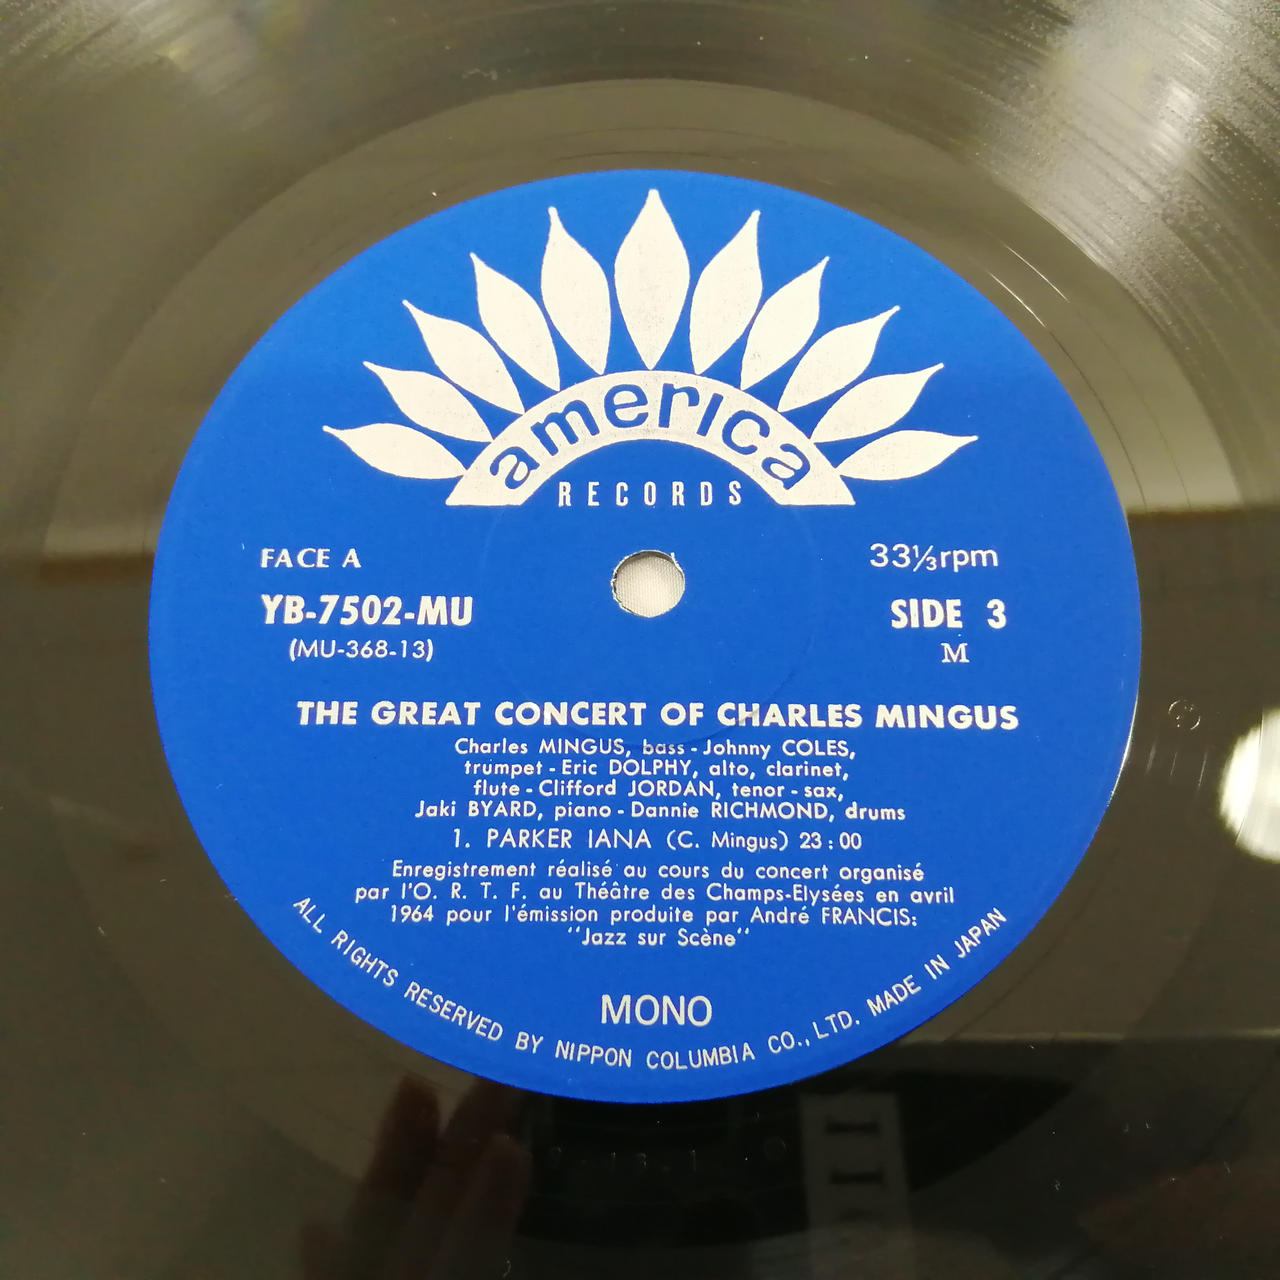 america
RECORDS
FACE A
33⅓rpm
YB-7502-MU
SIDE 3
(MU-368-13)
M
THE GREAT CONCERT OF CHARLES MINGUS
Charles MINGUS, bass - Johnny COLES,
trumpet - Eric DOLPHY, alto, clarinet,
flute - Clifford JORDAN, tenor - sax,
Jaki BYARD, piano - Dannie RICHMOND, drums
1. PARKER IANA (C. Mingus) 23 : 00
Enregistrement réalisé au cours du concert organisé
par l'O. R. T. F. au Théâtre des Champs-Elysées en avril
1964 pour l'émission produite par André FRANCIS:
"Jazz sur Scène"
MONO
ALL RIGHTS RESERVED BY NIPPON COLUMBIA CO., LTD. MADE IN JAPAN